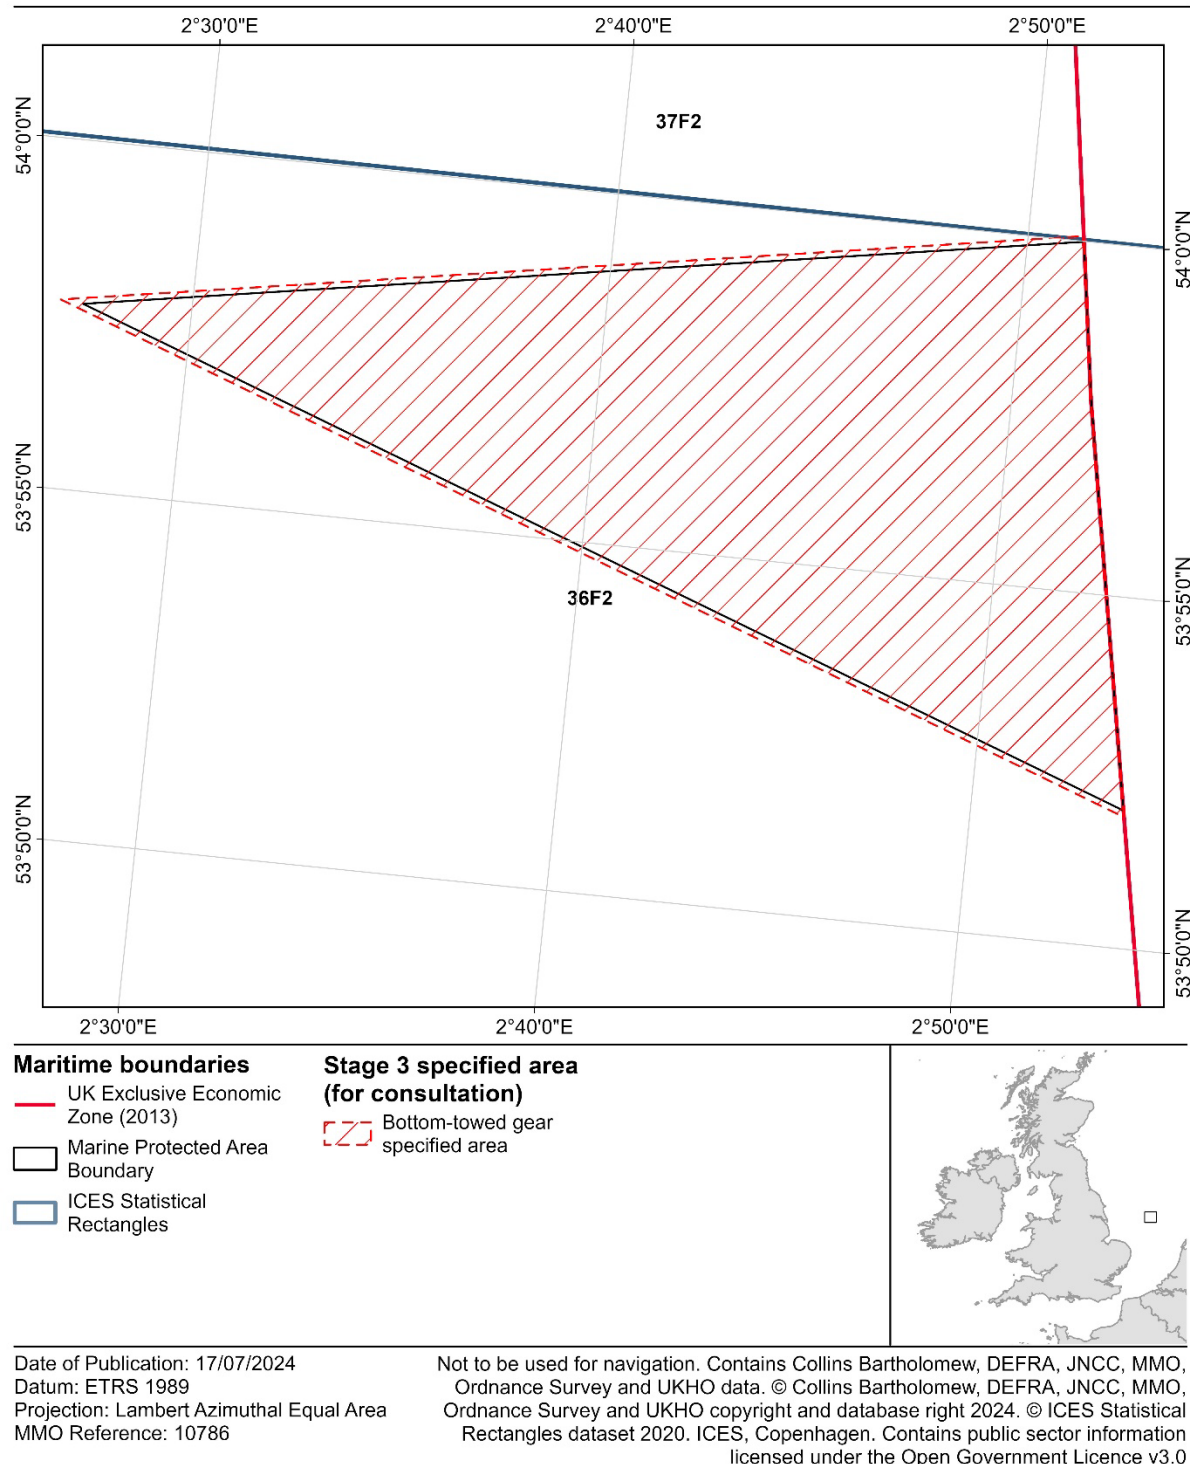 2°30'0"E
2°40'0"E
2°50'0"E
37F2
54°0'0"N
54°0'0"N
53°55'0"N
53°55'0"N
36F2
53°50'0"N
53°50'0"N
2°30'0"E
2°40'0"E
2°50'0"E
Maritime boundaries
UK Exclusive Economic
Zone (2013)
Marine Protected Area
Boundary
ICES Statistical
Rectangles
Stage 3 specified area
(for consultation)
Bottom-towed gear
specified area
Date of Publication: 17/07/2024
Datum: ETRS 1989
Projection: Lambert Azimuthal Equal Area
MMO Reference: 10786
Not to be used for navigation. Contains Collins Bartholomew, DEFRA, JNCC, MMO,
Ordnance Survey and UKHO data. © Collins Bartholomew, DEFRA, JNCC, MMO,
Ordnance Survey and UKHO copyright and database right 2024. © ICES Statistical
Rectangles dataset 2020. ICES, Copenhagen. Contains public sector information
licensed under the Open Government Licence v3.0